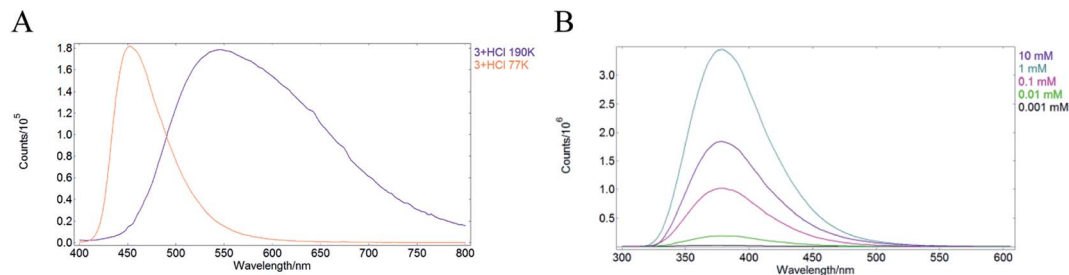 A
B
3+HCl 190K
3+HCl 77K
1.8
1.6
1.4
1.2
1.0
0.8
0.6
0.4
0.2
0.0
Counts/10⁵
400 450 500 550 600 650 700 750 800
Wavelength/nm
10 mM
1 mM
0.1 mM
0.01 mM
0.001 mM
3.0
2.5
2.0
1.5
1.0
0.5
Counts/10⁶
300 350 400 450 500 550 600
Wavelength/nm